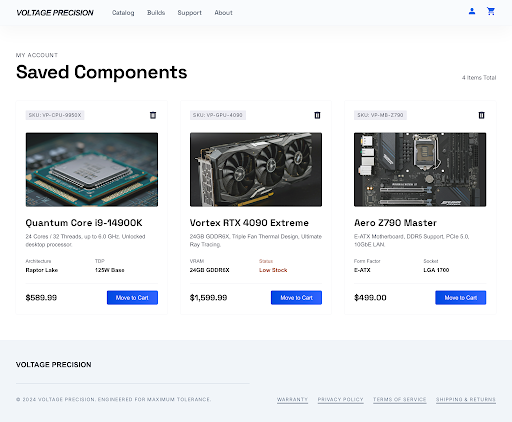 VOLTAGE PRECISION
Catalog Builds Support About
MY ACCOUNT
Saved Components
4 Items Total
SKU: VP-CPU-9950X
Quantum Core i9-14900K
24 Cores / 32 Threads, up to 6.0 GHz, Unlocked
desktop processor.
Architecture TDP
Raptor Lake 125W Base
$589.99 Move to Cart
SKU: VP-GPU-4090
Vortex RTX 4090 Extreme
24GB GDDR6X, Triple Fan Thermal Design, Ultimate
Ray Tracing.
VRAM Status
24GB GDDR6X Low Stock
$1,599.99 Move to Cart
SKU: VP-MB-Z790
Aero Z790 Master
E-ATX Motherboard, DDR5 Support, PCIe 5.0,
10GbE LAN.
Form Factor Socket
E-ATX LGA 1700
$499.00 Move to Cart
VOLTAGE PRECISION
© 2024 VOLTAGE PRECISION. ENGINEERED FOR MAXIMUM TOLERANCE.
WARRANTY PRIVACY POLICY TERMS OF SERVICE SHIPPING & RETURNS